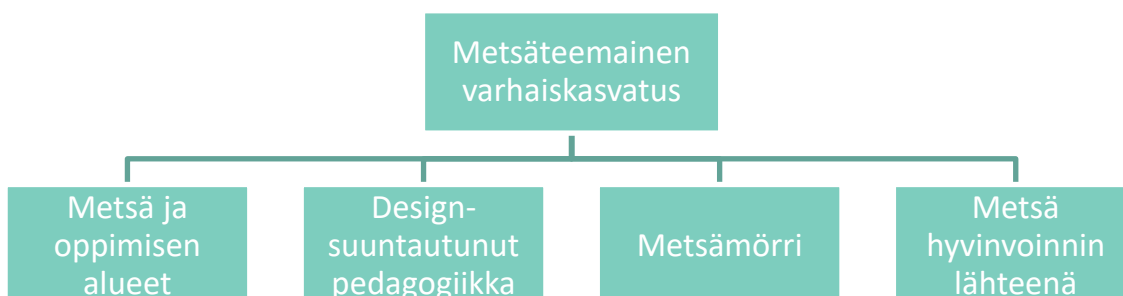 Metsäteemainen
varhaiskasvatus
Metsä ja
oppimisen
alueet
Design-
suuntautunut
pedagogiikka
Metsämörri
Metsä
hyvinvoinnin
lähteenä